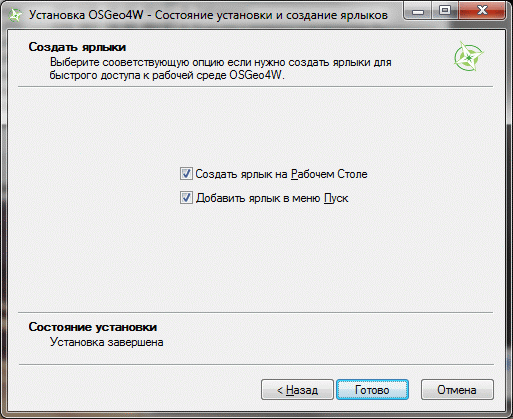 Установка OSGeo4W - Состояние установки и создание ярлыков
Создать ярлыки
Выберите сооветствующую опцию если нужно создать ярлыки для
быстрого доступа к рабочей среде OSGeo4W.
Создать ярлык на Рабочем Столе
Добавить ярлык в меню Пуск
Состояние установки
Установка завершена
< Назад Готово Отмена